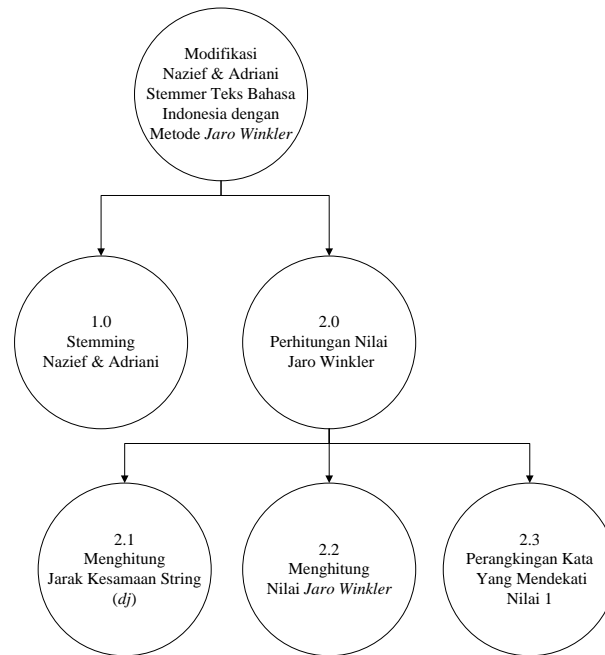 Modifikasi
Nazief & Adriani
Stemmer Teks Bahasa
Indonesia dengan
Metode Jaro Winkler
1.0
Stemming
Nazief & Adriani
2.0
Perhitungan Nilai
Jaro Winkler
2.1
Menghitung
Jarak Kesamaan String
(dj)
2.2
Menghitung
Nilai Jaro Winkler
2.3
Perangkingan Kata
Yang Mendekati
Nilai 1